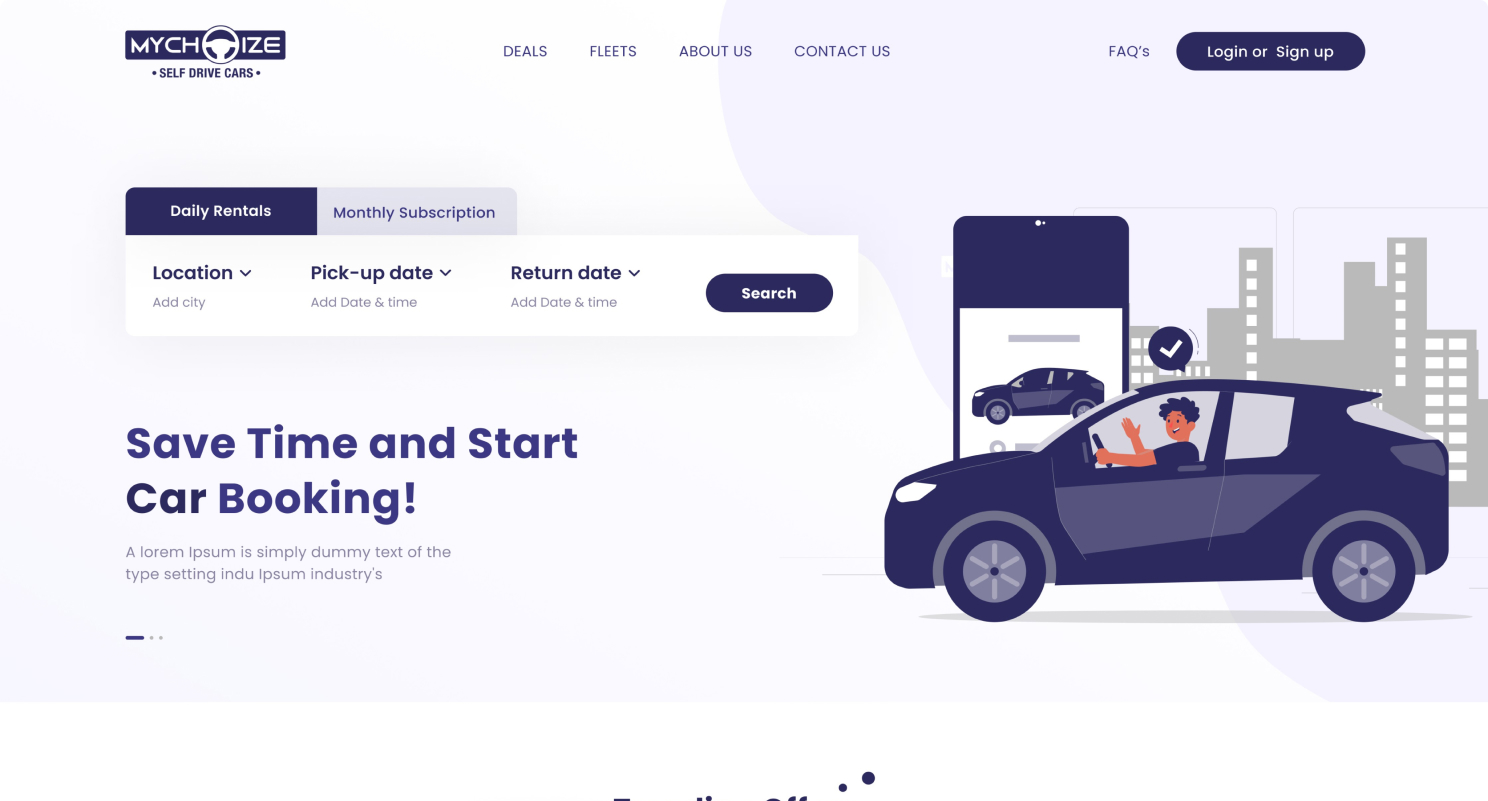 MYCHOIZE
• SELF DRIVE CARS •
DEALS FLEETS ABOUT US CONTACT US FAQ’s Login or Sign up
Daily Rentals Monthly Subscription
Location Pick-up date Return date
Add city Add Date & time Add Date & time
Search
Save Time and Start
Car Booking!
A lorem Ipsum is simply dummy text of the
type setting indu Ipsum industry's